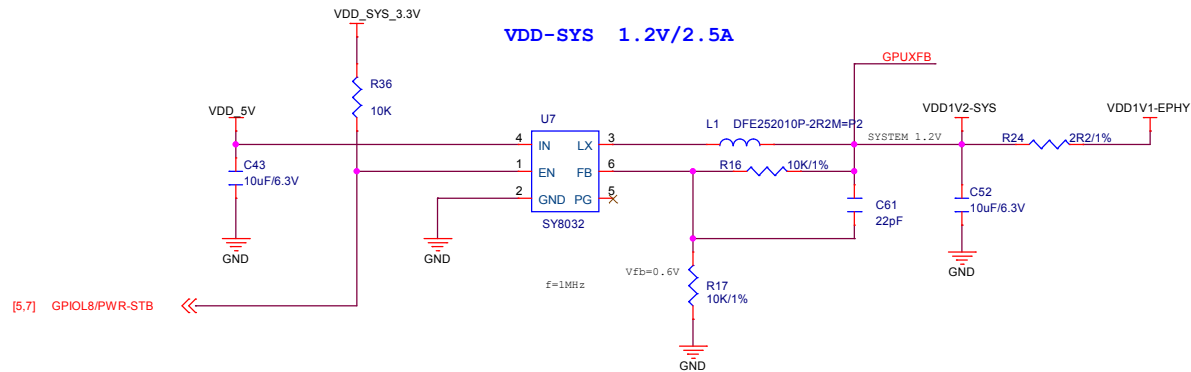 VDD_SYS_3.3V
VDD-SYS 1.2V/2.5A
GPUXFB
R36
10K
VDD_5V
VDD1V2-SYS
VDD1V1-EPHY
U7
L1 DFE252010P-2R2M=P2
SYSTEM 1.2V
R24
2R2/1%
4 IN LX 3
C43
10uF/6.3V
1 EN FB 6
R16
10K/1%
2 GND PG 5
C61
22pF
C52
10uF/6.3V
SY8032
GND
GND
GND
Vfb=0.6V
f=1MHz
R17
10K/1%
[5,7] GPIOL8/PWR-STB
GND